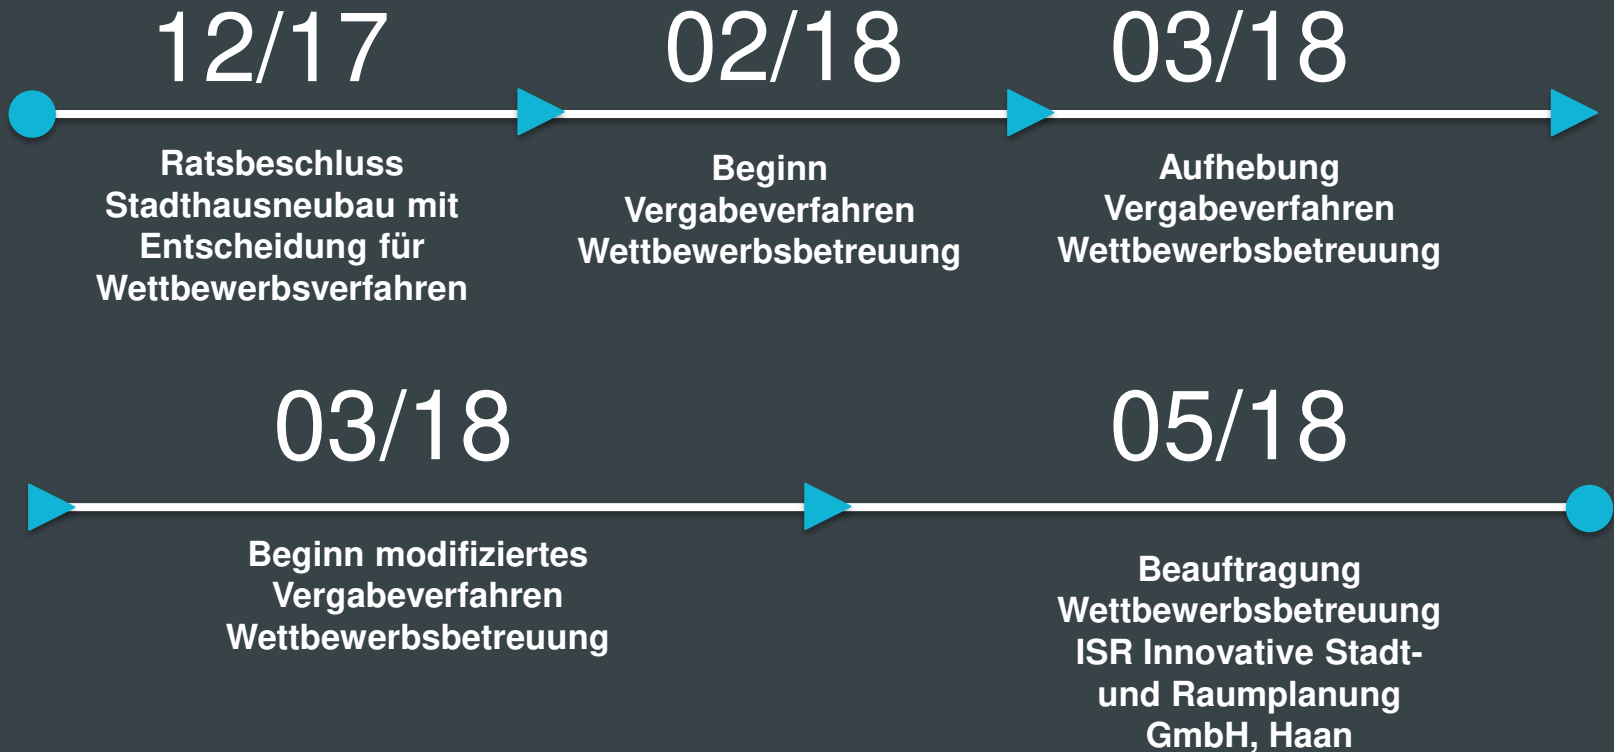 12/17
Ratsbeschluss
Stadthausneubau mit
Entscheidung für
Wettbewerbsverfahren
02/18
Beginn
Vergabeverfahren
Wettbewerbsbetreuung
03/18
Aufhebung
Vergabeverfahren
Wettbewerbsbetreuung
03/18
Beginn modifiziertes
Vergabeverfahren
Wettbewerbsbetreuung
05/18
Beauftragung
Wettbewerbsbetreuung
ISR Innovative Stadt-
und Raumplanung
GmbH, Haan